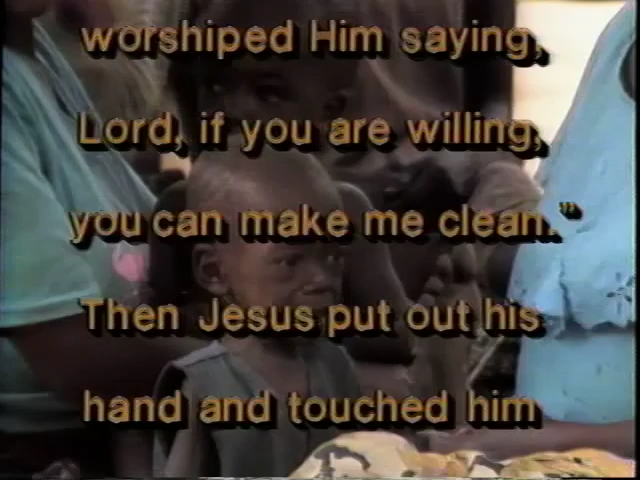 worshiped Him saying,
Lord, if you are willing,
you can make me clean.”
Then Jesus put out his
hand and touched him